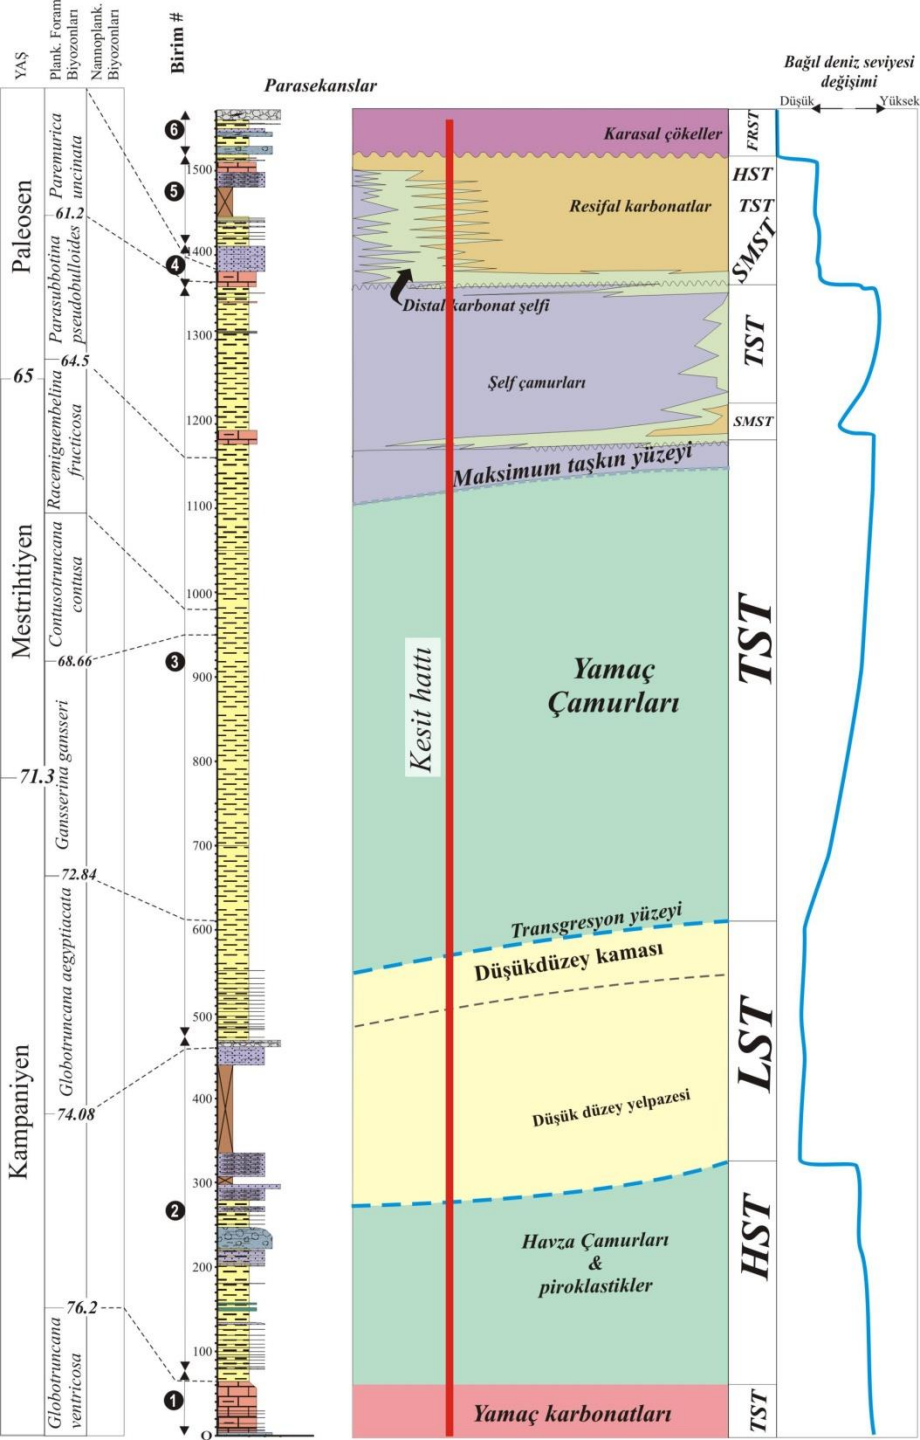 YAŞ
Plank. Foram
Biyozonları
Nannoplank.
Biyozonları
Birim #
Parasekanslar
Bağıl deniz seviyesi
değişimi
Düşük
Yüksek
Paleosen
65
Mestrihtiyen
71.3
Kampaniyen
Paremurica
uncinata
61.2
Parasubbotina
pseudobulloides
64.5
Racemiguembelina
fructicosa
Contusotruncana
contusa
68.66
Gansserina gansseri
72.84
Globotruncana aegyptiacata
74.08
76.2
Globotruncana
ventricosa
6
5
4
3
2
1
1500
1400
1300
1200
1100
1000
900
800
700
600
500
400
300
200
100
0
Karasal çökeller
Resifal karbonatlar
Distal karbonat şelfi
Şelf çamurları
Maksimum taşkın yüzeyi
Kesit hattı
Yamaç
Çamurları
Transgresyon yüzeyi
Düşükdüzey kaması
Düşük düzey yelpazesi
Havza Çamurları
&
piroklastikler
Yamaç karbonatları
FRST
HST
TST
SMST
TST
SMST
TST
LST
HST
TST